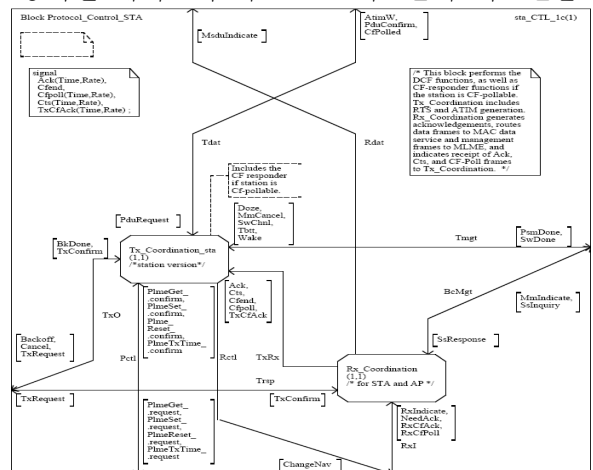 Block Protocol_Control_STA
sta_CTL_1c(1)
AtimW,
PduConfirm,
CfPolled
MsduIndicate
signal
Ack(Time,Rate),
Cfend,
Cfpoll(Time,Rate),
Cts(Time,Rate),
TxCfAck(Time,Rate) ;
/* This block performs the
DCF functions, as well as
CF-responder functions if
the station is CF-pollable.
Tx_Coordination includes
RTS and ATIM generation.
Rx_Coordination generates
acknowledgements, routes
data frames to MAC data
service and management
frames to MLME, and
indicates receipt of Ack,
Cts, and CF-Poll frames
to Tx_Coordination. */
Tdat
Rdat
Includes the
CF responder
if station is
Cf-pollable.
PduRequest
Doze,
MmCancel,
SwChnl,
Tbtt,
Wake
BkDone,
TxConfirm
Tx_Coordination_sta
(1,1)
/*station version*/
Tmgt
PsmDone,
SwDone
PlmeGet_
.confirm,
PlmeSet_
.confirm,
Plme_
Reset_
.confirm,
PlmeTxTime_
.confirm
Ack,
Cts,
Cfend,
Cfpoll,
TxCfAck
BcMgt
MmIndicate,
SsInquiry
TxO
Backoff,
Cancel,
TxRequest
Pctl
Rctl
TxRx
SsResponse
Rx_Coordination
(1,1)
/* for STA and AP */
Trsp
TxRequest
TxConfirm
PlmeGet_
.request,
PlmeSet_
.request,
PlmeReset_
.request,
PlmeTxTime_
.request
RxIndicate,
NeedAck,
RxCfAck,
RxCfPoll
RxI
ChangeNav